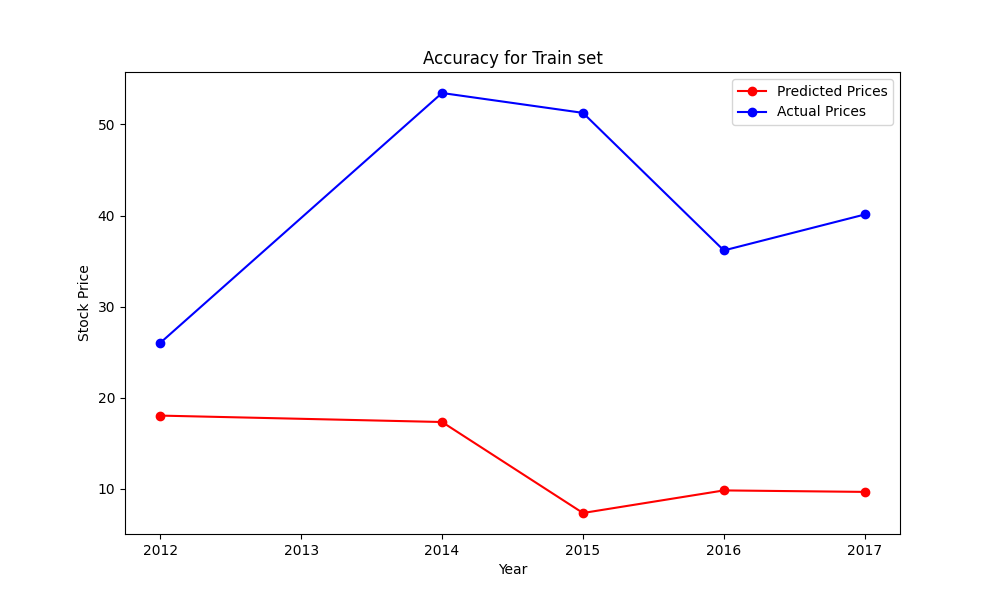 Accuracy for Train set
Predicted Prices
Actual Prices
50
40
30
20
10
Stock Price
2012 2013 2014 2015 2016 2017
Year